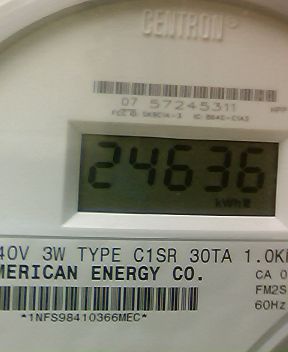 CENTRON®
07 57245311
24636
kWh
40V 3W TYPE C1SR 30TA 1.0K
MERICAN ENERGY CO.
CA 0
FM2S
60Hz
*1NFS98410366MEC*